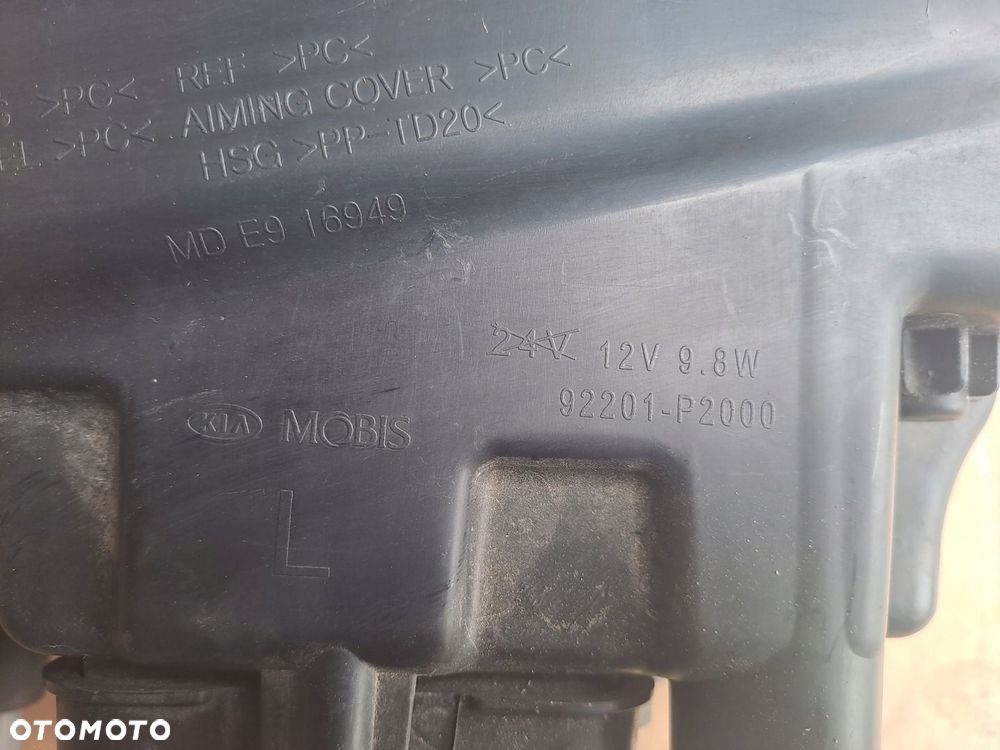 >PC< REF >PC<
>PC< AIMING COVER >PC<
HSG >PP-TD20<
MD E9 16949
24V 12V 9.8W
92201-P2000
KIA MOBIS
L
OTOMOTO